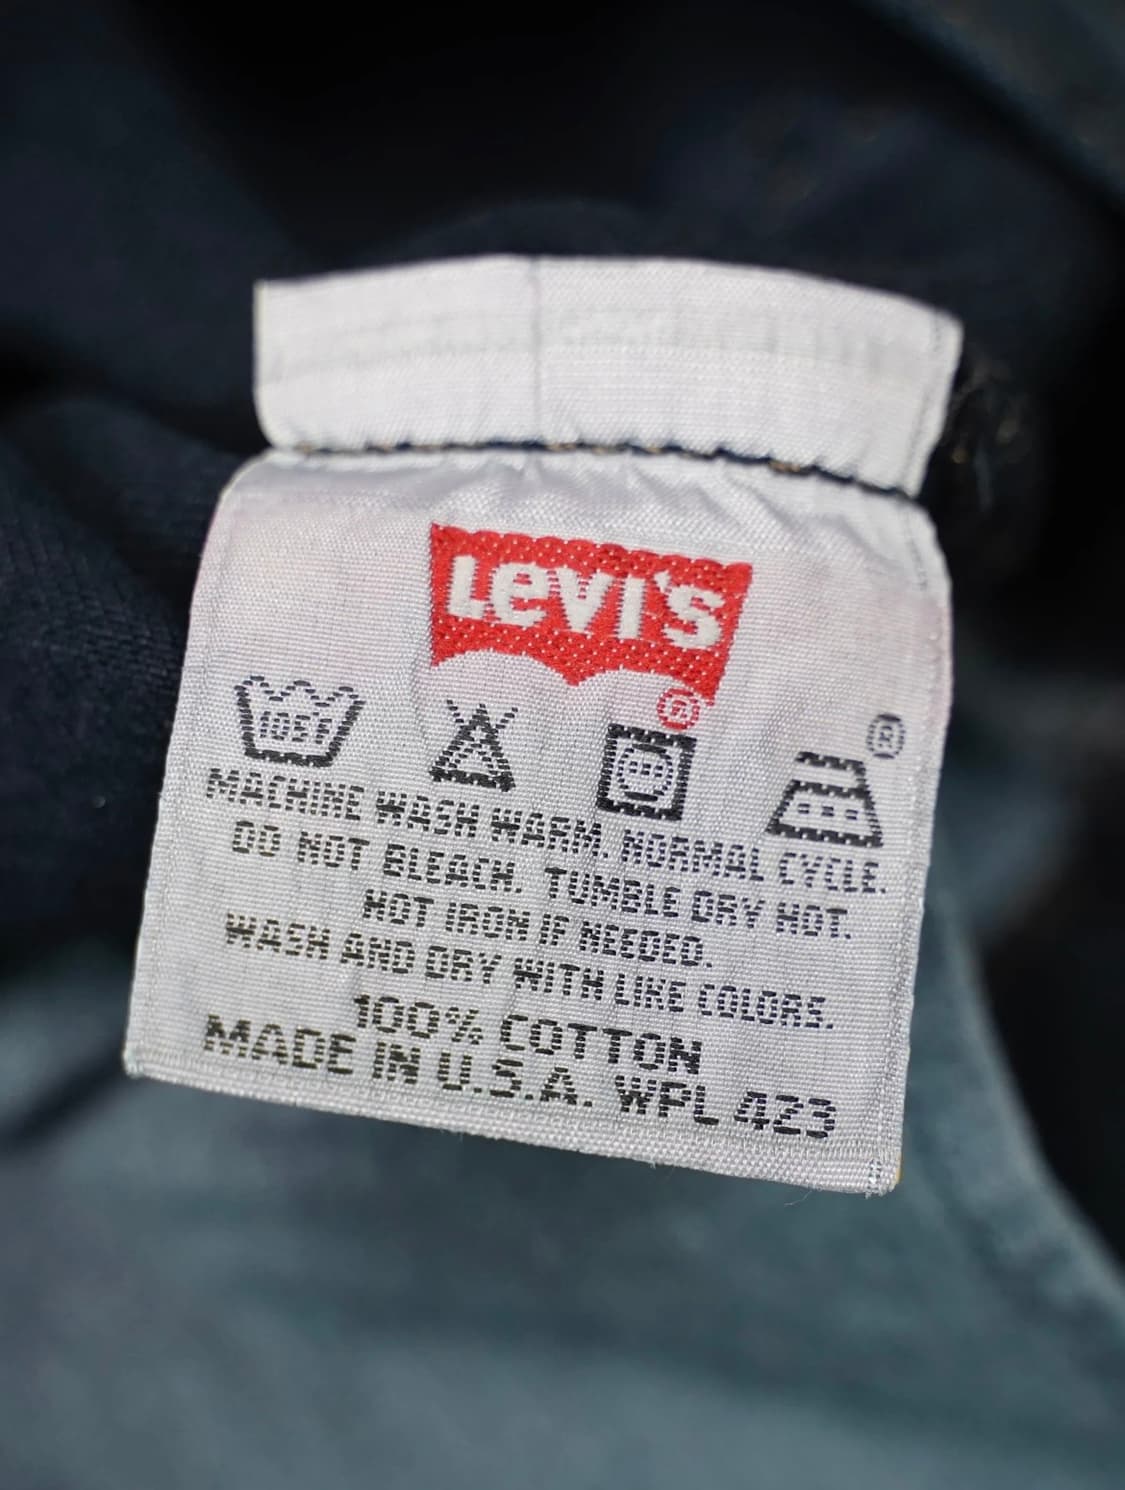 LEVI'S
®
105F
®
MACHINE WASH WARM. NORMAL CYCLE.
DO NOT BLEACH. TUMBLE DRY HOT.
HOT IRON IF NEEDED.
WASH AND DRY WITH LIKE COLORS.
100% COTTON
MADE IN U.S.A. WPL 423